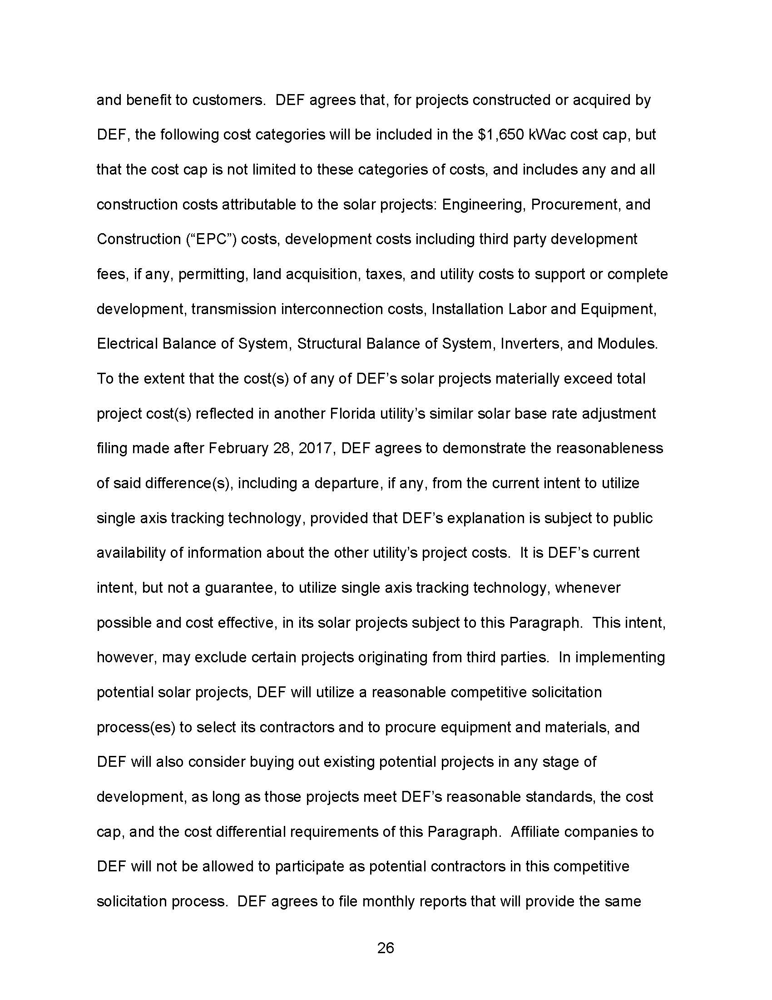 and benefit to customers.  DEF agrees that, for projects constructed or acquired by
DEF, the following cost categories will be included in the $1,650 kWac cost cap, but
that the cost cap is not limited to these categories of costs, and includes any and all
construction costs attributable to the solar projects: Engineering, Procurement, and
Construction (“EPC”) costs, development costs including third party development
fees, if any, permitting, land acquisition, taxes, and utility costs to support or complete
development, transmission interconnection costs, Installation Labor and Equipment,
Electrical Balance of System, Structural Balance of System, Inverters, and Modules.
To the extent that the cost(s) of any of DEF’s solar projects materially exceed total
project cost(s) reflected in another Florida utility’s similar solar base rate adjustment
filing made after February 28, 2017, DEF agrees to demonstrate the reasonableness
of said difference(s), including a departure, if any, from the current intent to utilize
single axis tracking technology, provided that DEF’s explanation is subject to public
availability of information about the other utility’s project costs.  It is DEF’s current
intent, but not a guarantee, to utilize single axis tracking technology, whenever
possible and cost effective, in its solar projects subject to this Paragraph.  This intent,
however, may exclude certain projects originating from third parties.  In implementing
potential solar projects, DEF will utilize a reasonable competitive solicitation
process(es) to select its contractors and to procure equipment and materials, and
DEF will also consider buying out existing potential projects in any stage of
development, as long as those projects meet DEF’s reasonable standards, the cost
cap, and the cost differential requirements of this Paragraph.  Affiliate companies to
DEF will not be allowed to participate as potential contractors in this competitive
solicitation process.  DEF agrees to file monthly reports that will provide the same
26